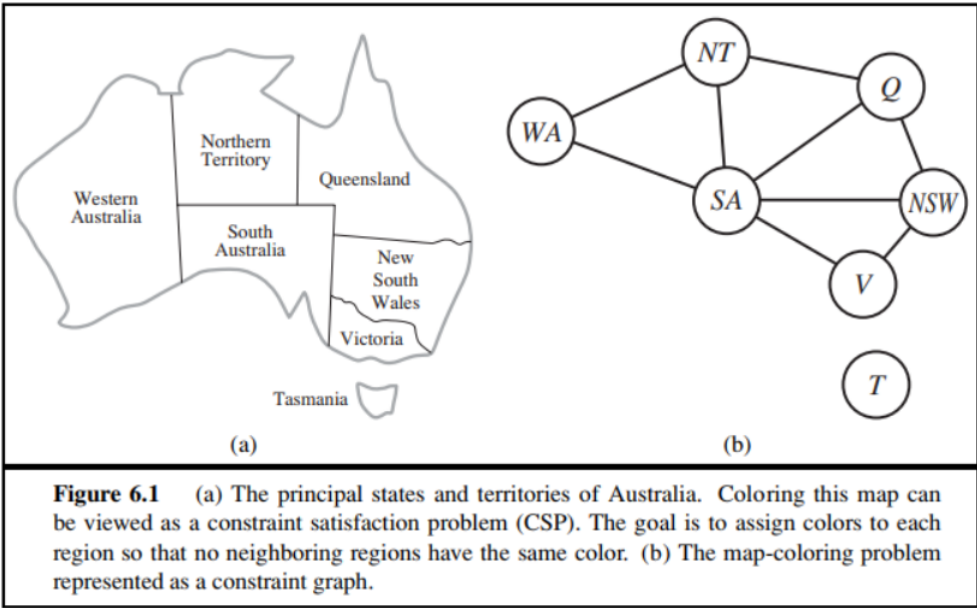 Northern
Territory
Western
Australia
Queensland
South
Australia
New
South
Wales
Victoria
Tasmania
(a)
NT
Q
WA
SA
NSW
V
T
(b)
Figure 6.1 (a) The principal states and territories of Australia. Coloring this map can
be viewed as a constraint satisfaction problem (CSP). The goal is to assign colors to each
region so that no neighboring regions have the same color. (b) The map-coloring problem
represented as a constraint graph.